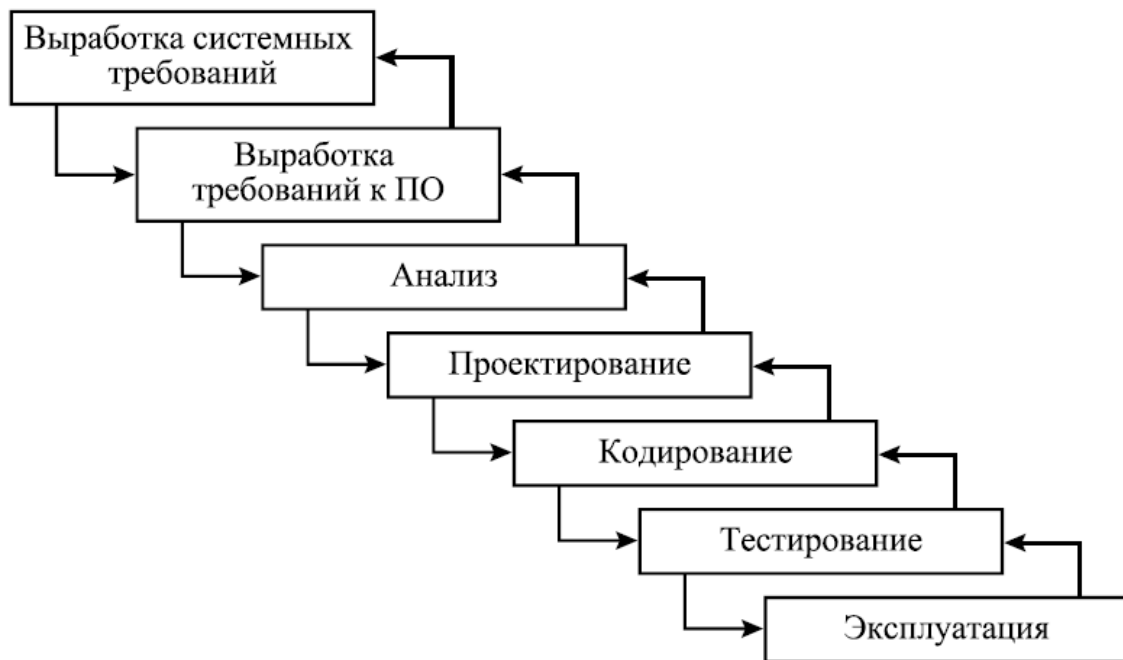 Выработка системных
требований
Выработка
требований к ПО
Анализ
Проектирование
Кодирование
Тестирование
Эксплуатация